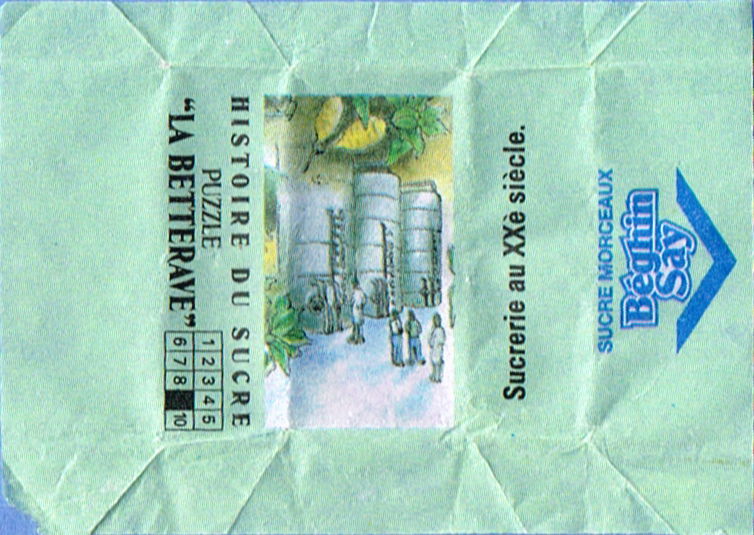 HISTOIRE DU SUCRE
PUZZLE
"LA BETTERAVE"
1 2 3 4 5
6 7 8 10
Sucrerie au XXè siècle.
SUCRE MORCEAUX
Béghin
Say